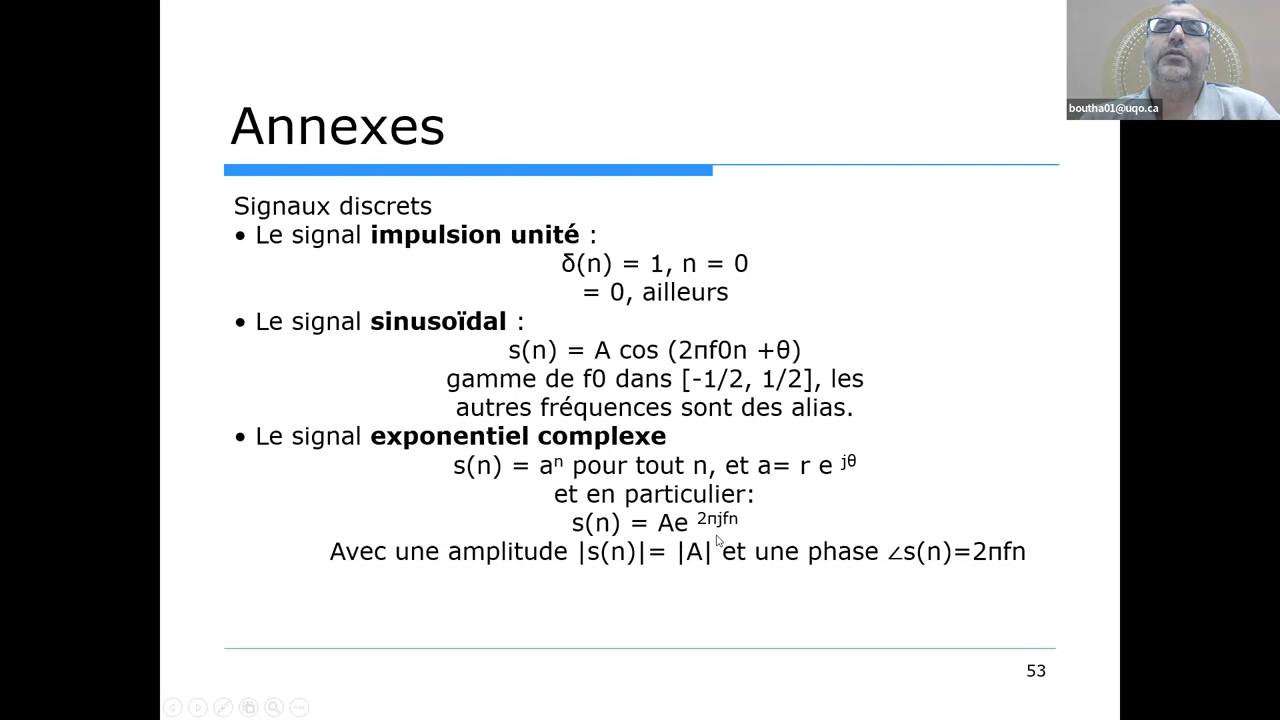 boutha01@uqo.ca
Annexes
Signaux discrets
• Le signal impulsion unité :
δ(n) = 1, n = 0
= 0, ailleurs
• Le signal sinusoïdal :
s(n) = A cos (2πf0n +θ)
gamme de f0 dans [-1/2, 1/2], les
autres fréquences sont des alias.
• Le signal exponentiel complexe
s(n) = aⁿ pour tout n, et a= r e ʲθ
et en particulier:
s(n) = Ae 2πjfn
Avec une amplitude |s(n)|= |A| et une phase ∠s(n)=2πfn
53